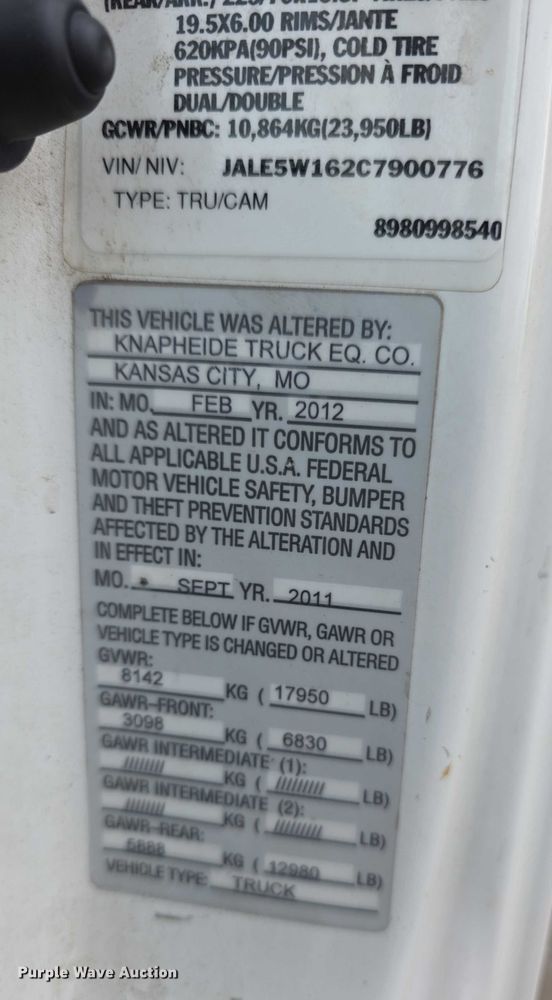 19.5X6.00 RIMS/JANTE
620KPA(90PSI), COLD TIRE
PRESSURE/PRESSION À FROID
DUAL/DOUBLE
GCWR/PNBC: 10,864KG(23,950LB)
VIN/NIV: JALE5W162C7900776
TYPE: TRU/CAM
8980998540
THIS VEHICLE WAS ALTERED BY:
KNAPHEIDE TRUCK EQ. CO.
KANSAS CITY, MO
IN: MO. FEB YR. 2012
AND AS ALTERED IT CONFORMS TO
ALL APPLICABLE U.S.A. FEDERAL
MOTOR VEHICLE SAFETY, BUMPER
AND THEFT PREVENTION STANDARDS
AFFECTED BY THE ALTERATION AND
IN EFFECT IN:
MO. SEPT YR. 2011
COMPLETE BELOW IF GVWR, GAWR OR
VEHICLE TYPE IS CHANGED OR ALTERED
GVWR:
8142 KG ( 17950 LB)
GAWR-FRONT:
3098 KG ( 6830 LB)
GAWR INTERMEDIATE (1):
//////// KG ( ///////// LB)
GAWR INTERMEDIATE (2):
//////// KG ( ///////// LB)
GAWR-REAR:
5888 KG ( 12980 LB)
VEHICLE TYPE: TRUCK
Purple Wave Auction